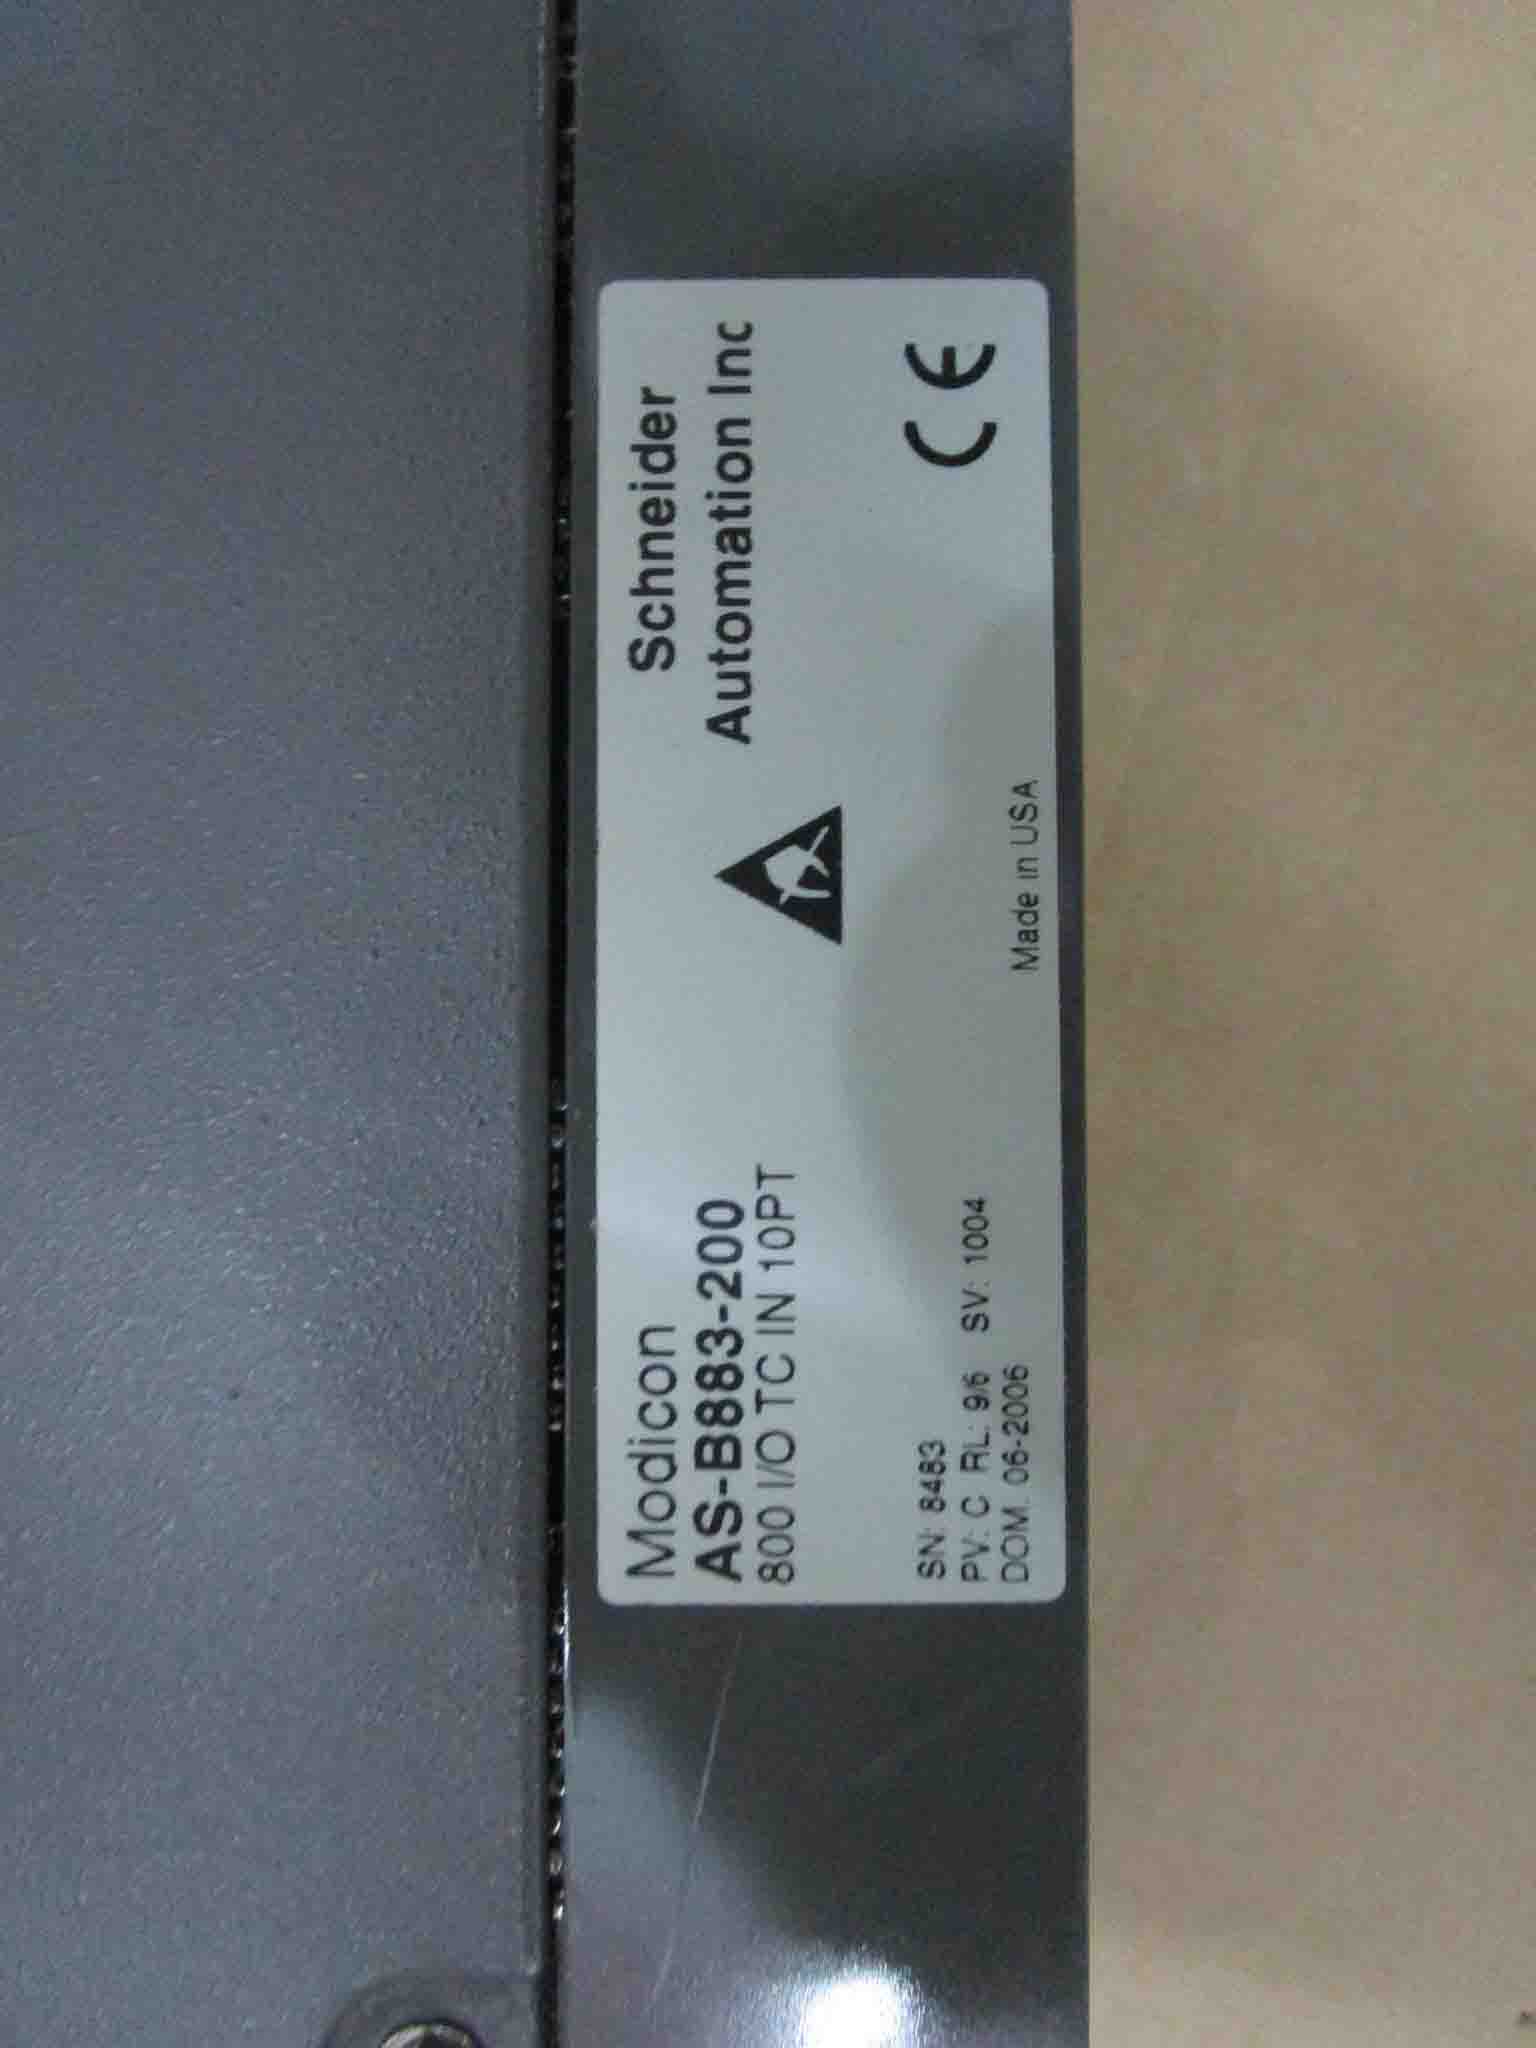 Modicon
AS-B883-200
800 I/O TC IN 10PT
Schneider
Automation Inc
SN: 8483
PV: C RL: 9/6 SV: 1004
DOM: 06-2006
Made in USA
CE